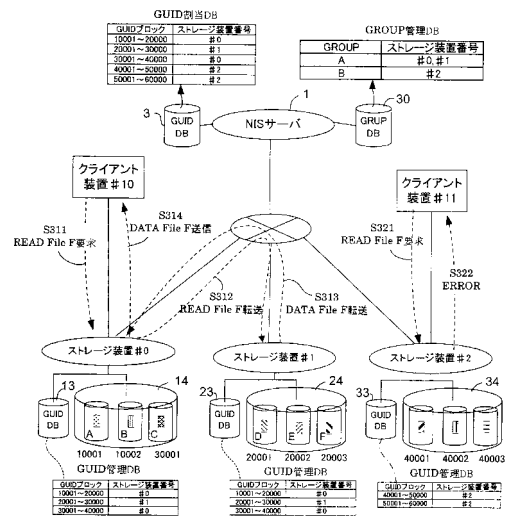 GUID割当DB
GUIDブロック ストレージ装置番号
10001～20000 #0
20001～30000 #1
30001～40000 #0
40001～50000 #2
50001～60000 #2
GROUP管理DB
GROUP ストレージ装置番号
A #0,#1
B #2
1
3
30
GUID
DB
NISサーバ
GRUP
DB
クライアント
装置#10
クライアント
装置#11
S311
READ File F要求
S314
DATA File F送信
S321
READ File F要求
S322
ERROR
S312
READ File F転送
S313
DATA File F転送
ストレージ装置#0
ストレージ装置#1
ストレージ装置#2
13
14
23
24
33
34
GUID
DB
A
B
C
GUID
DB
D
E
F
GUID
DB
I
10001
10002
30001
20001
20002
20003
40001
40002
40003
GUID管理DB
GUIDブロック ストレージ装置番号
10001～20000 #0
20001～30000 #1
30001～40000 #0
GUID管理DB
GUIDブロック ストレージ装置番号
10001～20000 #0
20001～30000 #1
30001～40000 #0
GUID管理DB
GUIDブロック ストレージ装置番号
40001～50000 #2
50001～60000 #2